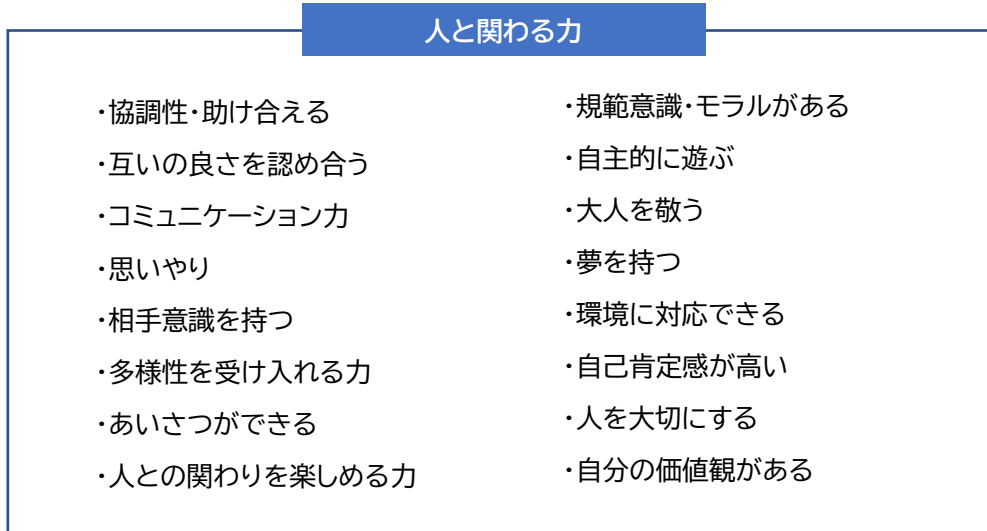 人と関わる力
・協調性・助け合える
・互いの良さを認め合う
・コミュニケーション力
・思いやり
・相手意識を持つ
・多様性を受け入れる力
・あいさつができる
・人との関わりを楽しめる力
・規範意識・モラルがある
・自主的に遊ぶ
・大人を敬う
・夢を持つ
・環境に対応できる
・自己肯定感が高い
・人を大切にする
・自分の価値観がある